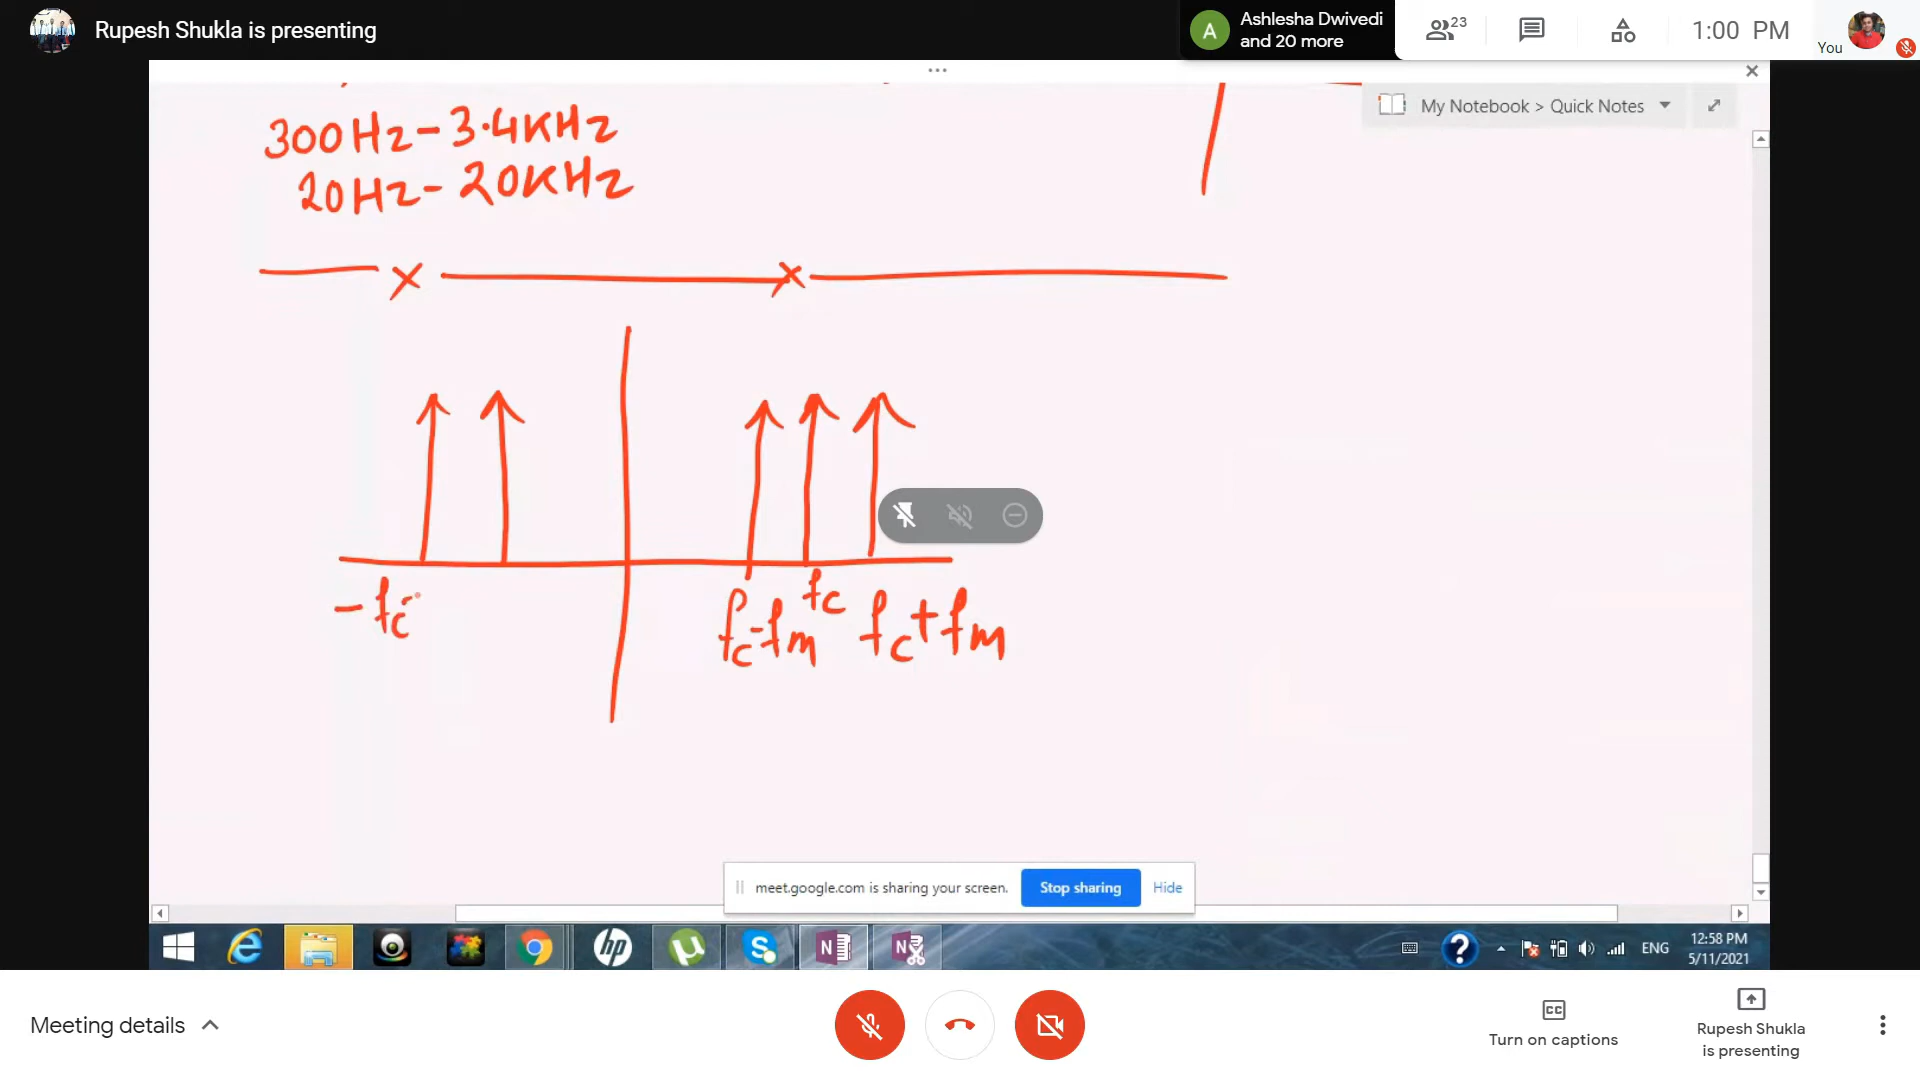 Rupesh Shukla is presenting
A
Ashlesha Dwivedi
and 20 more
23
1:00 PM
You
My Notebook > Quick Notes
300Hz-3.4KHz
20Hz-20KHz
-fc
fc-fm
fc
fc+fm
meet.google.com is sharing your screen.
Stop sharing
Hide
ENG
12:58 PM
5/11/2021
Meeting details
Turn on captions
Rupesh Shukla
is presenting